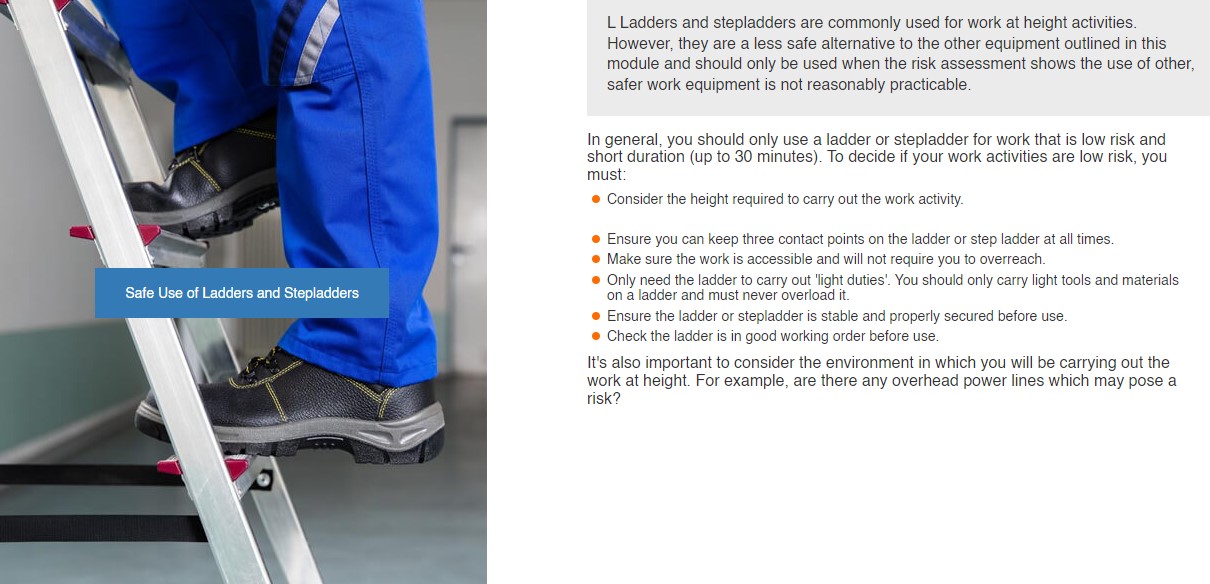 L Ladders and stepladders are commonly used for work at height activities.
However, they are a less safe alternative to the other equipment outlined in this
module and should only be used when the risk assessment shows the use of other,
safer work equipment is not reasonably practicable.
In general, you should only use a ladder or stepladder for work that is low risk and
short duration (up to 30 minutes). To decide if your work activities are low risk, you
must:
Consider the height required to carry out the work activity.
Ensure you can keep three contact points on the ladder or step ladder at all times.
Make sure the work is accessible and will not require you to overreach.
Only need the ladder to carry out 'light duties'. You should only carry light tools and materials
on a ladder and must never overload it.
Ensure the ladder or stepladder is stable and properly secured before use.
Check the ladder is in good working order before use.
It's also important to consider the environment in which you will be carrying out the
work at height. For example, are there any overhead power lines which may pose a
risk?
Safe Use of Ladders and Stepladders